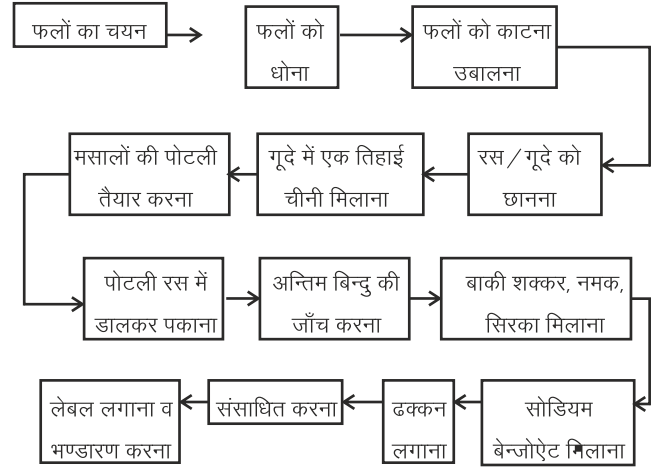 फलों का चयन
फलों को
धोना
फलों को काटना
उबालना
रस / गूदे को
छानना
गूदे में एक तिहाई
चीनी मिलाना
मसालों की पोटली
तैयार करना
पोटली रस में
डालकर पकाना
अन्तिम बिन्दु की
जाँच करना
बाकी शक्कर, नमक,
सिरका मिलाना
सोडियम
बेन्जोऐट मिलाना
ढक्कन
लगाना
संसाधित करना
लेबल लगाना व
भण्डारण करना